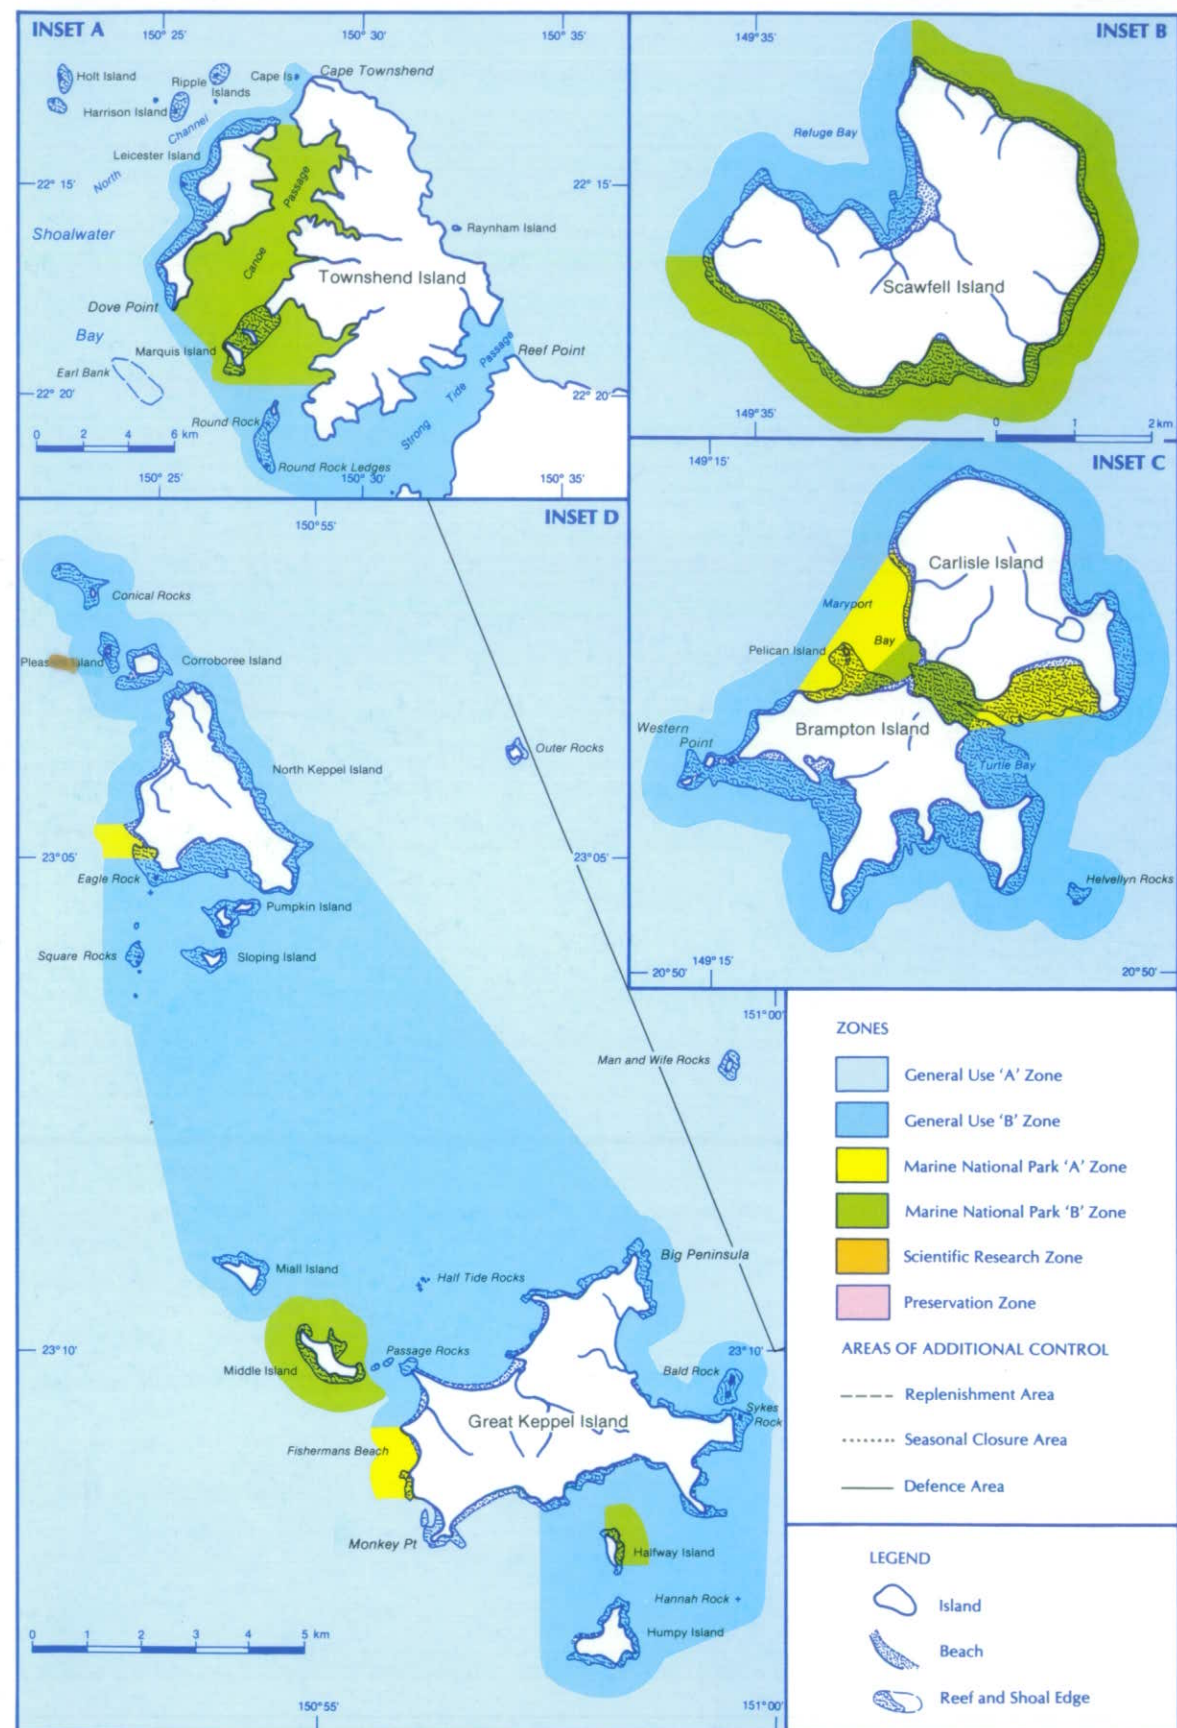 INSET A
150° 25'
150° 30'
150° 35'
Holt Island
Ripple
Islands
Cape Is
Cape Townshend
Harrison Island
Channel
Leicester Island
North
22° 15'
22° 15'
Passage
Shoalwater
Raynham Island
Canoe
Townshend Island
Dove Point
Bay
Passage
Marquis Island
Reef Point
Earl Bank
Tide
22° 20'
22° 20'
Round Rock
Strong
0 2 4 6 km
Round Rock Ledges
150° 25'
150° 30'
150° 35'
INSET B
149° 35'
Refuge Bay
Scawfell Island
149° 35'
0 1 2 km
149° 15'
INSET C
Carlisle Island
Maryport
Bay
Pelican Island
Western
Point
Brampton Island
Turtle Bay
Helvellyn Rocks
20° 50'
149° 15'
20° 50'
INSET D
150° 55'
Conical Rocks
Island
Corroboree Island
Outer Rocks
North Keppel Island
23° 05'
23° 05'
Eagle Rock
Pumpkin Island
Square Rocks
Sloping Island
151° 00'
Man and Wife Rocks
Big Peninsula
Miall Island
Half Tide Rocks
23° 10'
23° 10'
Passage Rocks
Middle Island
Bald Rock
Sykes
Rock
Great Keppel Island
Fishermans Beach
Monkey Pt
Halfway Island
Hannah Rock +
Humpy Island
0 1 2 3 4 5 km
150° 55'
151° 00'
ZONES
General Use 'A' Zone
General Use 'B' Zone
Marine National Park 'A' Zone
Marine National Park 'B' Zone
Scientific Research Zone
Preservation Zone
AREAS OF ADDITIONAL CONTROL
Replenishment Area
Seasonal Closure Area
Defence Area
LEGEND
Island
Beach
Reef and Shoal Edge